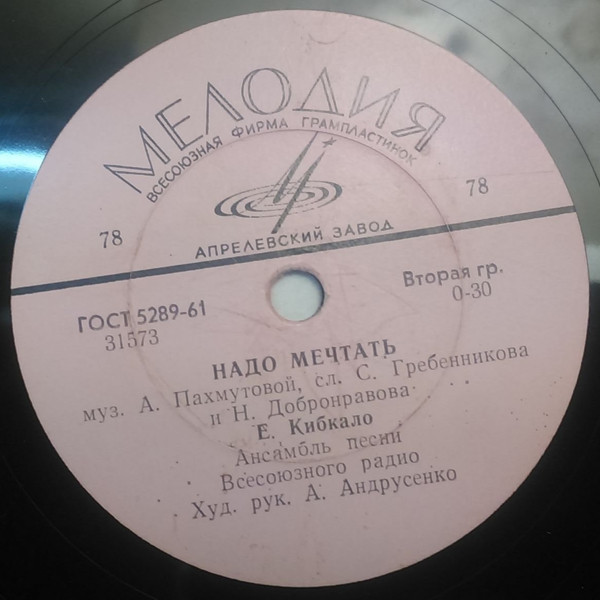 МЕЛОДИЯ
ВСЕСОЮЗНАЯ ФИРМА ГРАМПЛАСТИНОК
78
78
АПРЕЛЕВСКИЙ ЗАВОД
ГОСТ 5289-61
Вторая гр.
31573
0-30
НАДО МЕЧТАТЬ
муз. А. Пахмутовой, сл. С. Гребенникова
и Н. Добронравова
Е. Кибкало
Ансамбль песни
Всесоюзного радио
Худ. рук. А. Андрусенко